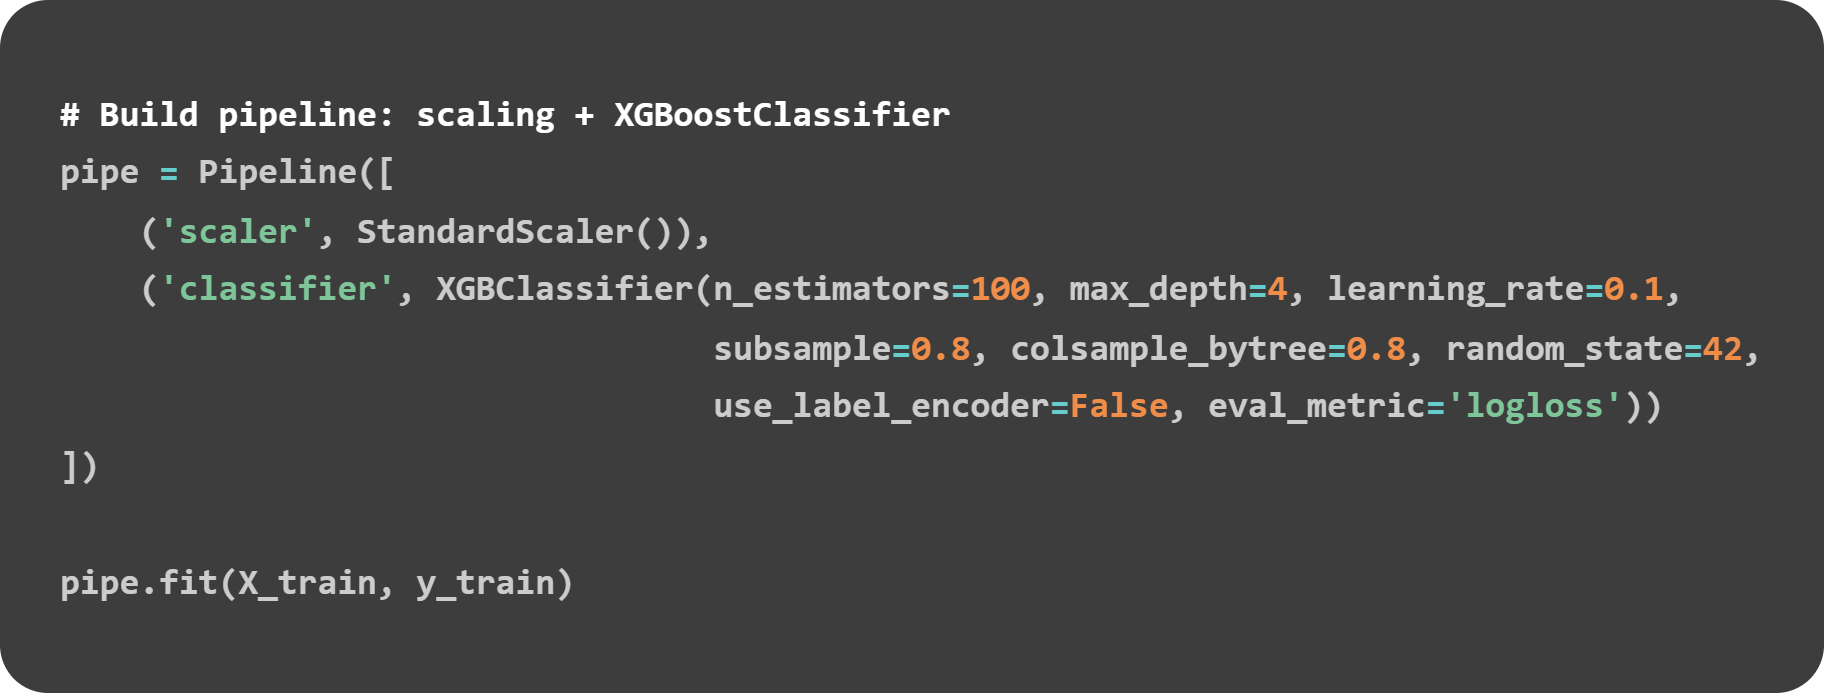 # Build pipeline: scaling + XGBoostClassifier
pipe = Pipeline([
    ('scaler', StandardScaler()),
    ('classifier', XGBClassifier(n_estimators=100, max_depth=4, learning_rate=0.1,
                                 subsample=0.8, colsample_bytree=0.8, random_state=42,
                                 use_label_encoder=False, eval_metric='logloss'))
])
pipe.fit(X_train, y_train)